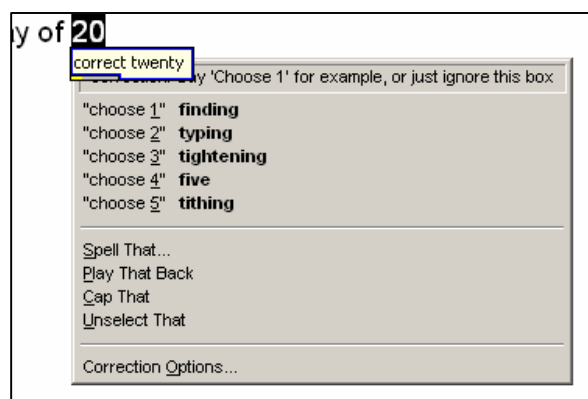 y of 20
correct twenty
'Choose 1' for example, or just ignore this box
"choose 1" finding
"choose 2" typing
"choose 3" tightening
"choose 4" five
"choose 5" tithing
Spell That...
Play That Back
Cap That
Unselect That
Correction Options...